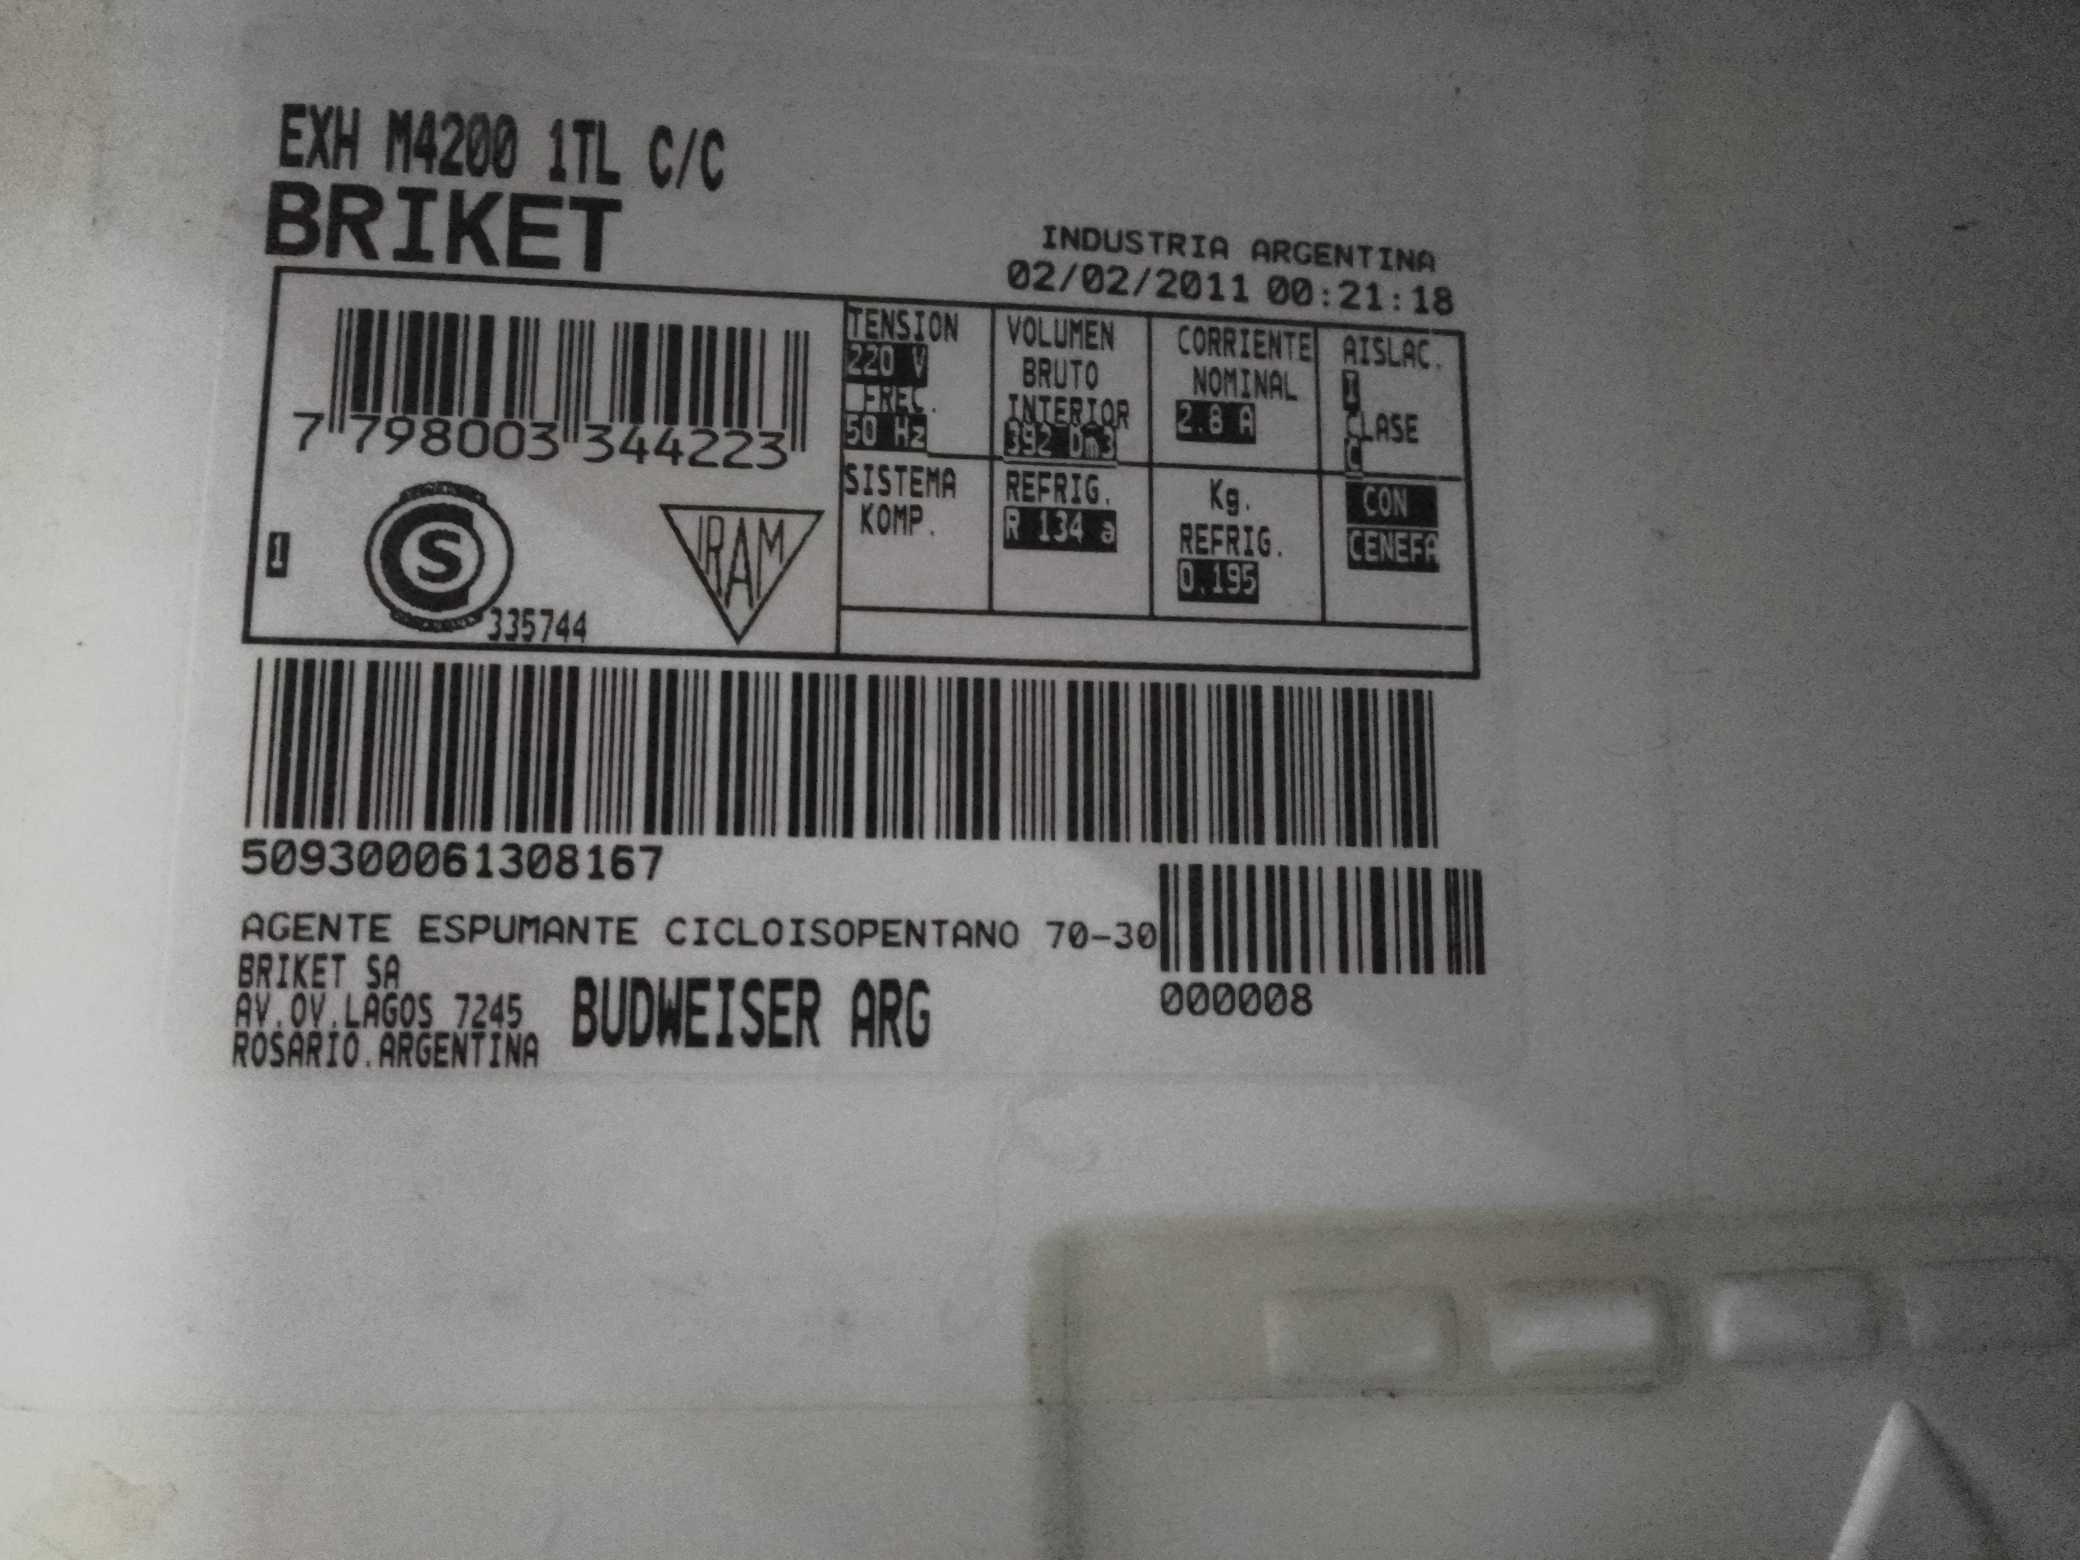 EXH M4200 1TL C/C
BRIKET
INDUSTRIA ARGENTINA
02/02/2011 00:21:18
7 798003 344223
TENSION
220 V
FREC.
50 Hz
VOLUMEN
BRUTO
INTERIOR
392 Dm3
CORRIENTE
NOMINAL
2.8 A
AISLAC.
I
CLASE
C
1
S
335744
IRAM
SISTEMA
KOMP.
REFRIG.
R 134 a
Kg.
REFRIG.
0.195
CON
CENEFA
509300061308167
AGENTE ESPUMANTE CICLOISOPENTANO 70-30
BRIKET SA
AV.OV.LAGOS 7245
ROSARIO.ARGENTINA
BUDWEISER ARG
000008